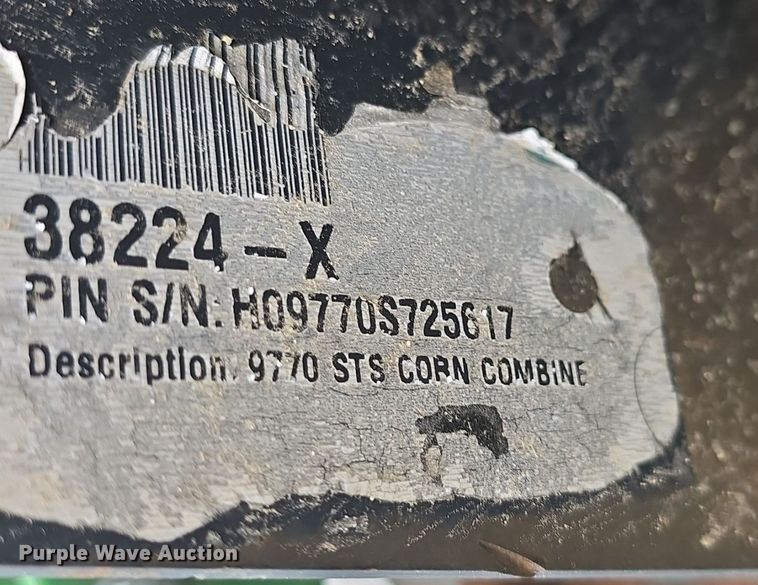 38224-X
PIN S/N: H09770S725617
Description: 9770 STS CORN COMBINE
Purple Wave Auction